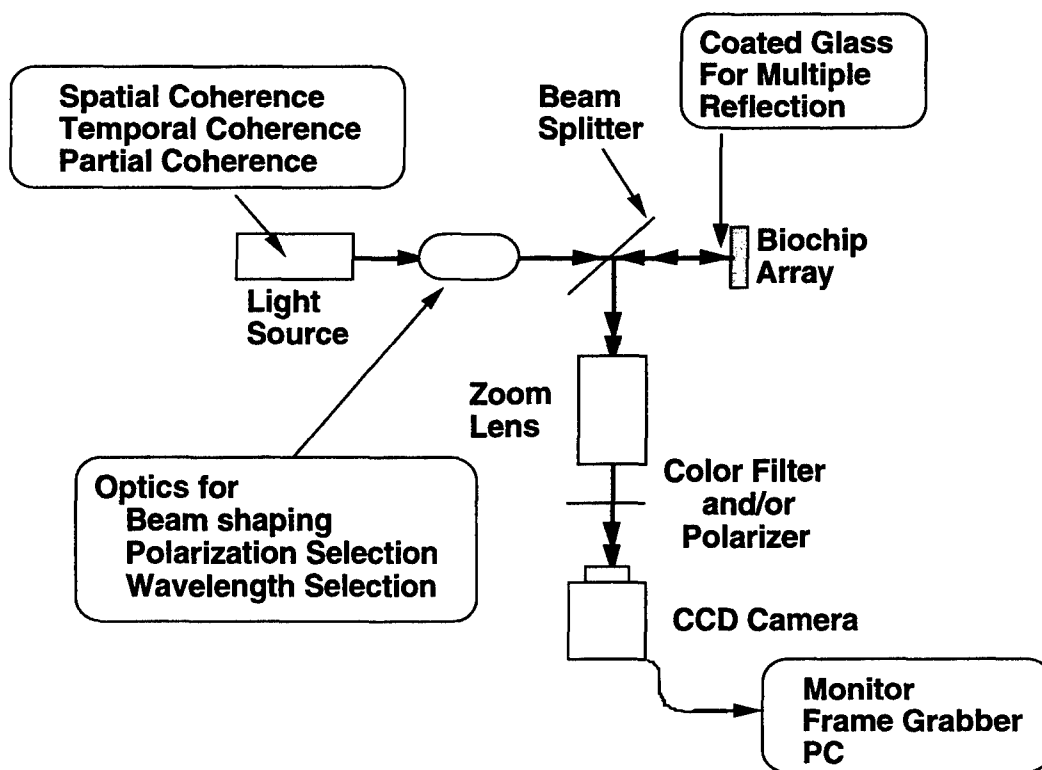 Spatial Coherence
Temporal Coherence
Partial Coherence
Beam
Splitter
Coated Glass
For Multiple
Reflection
Light
Source
Biochip
Array
Zoom
Lens
Optics for
Beam shaping
Polarization Selection
Wavelength Selection
Color Filter
and/or
Polarizer
CCD Camera
Monitor
Frame Grabber
PC